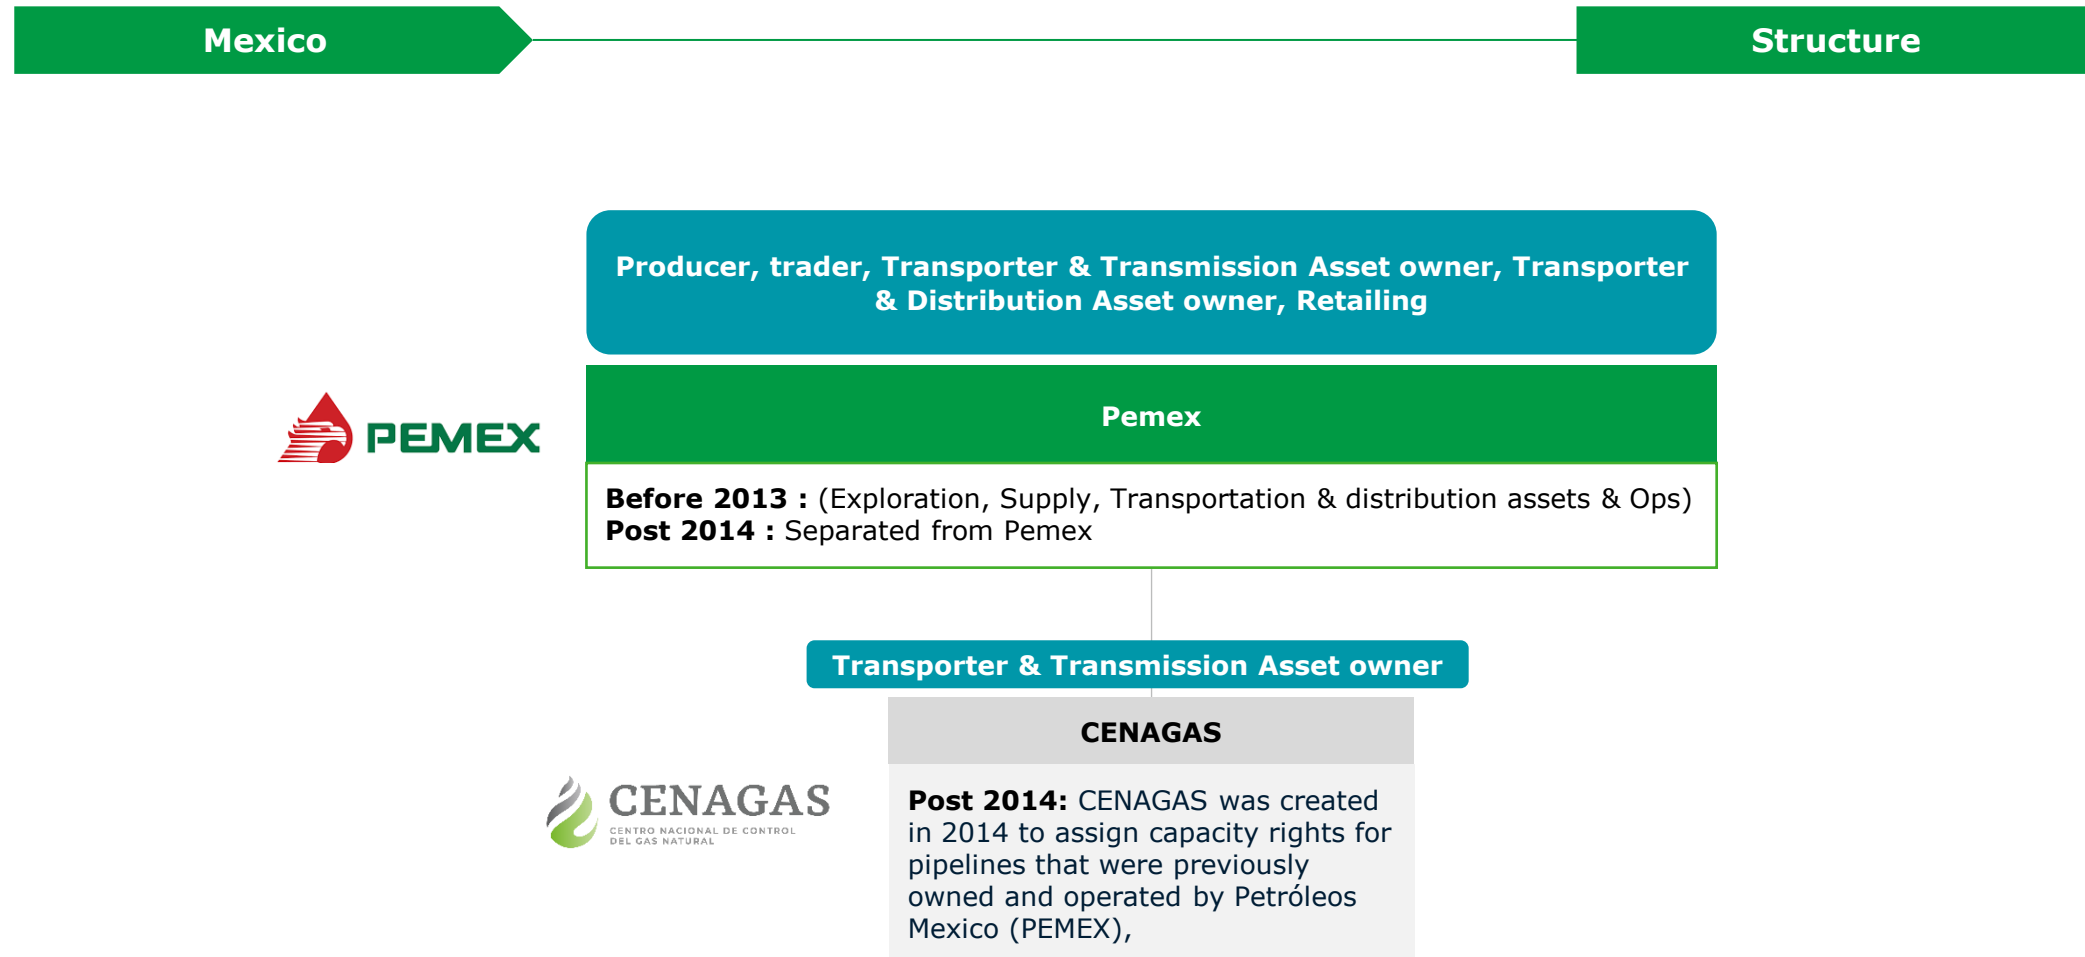 Mexico
Structure
Producer, trader, Transporter & Transmission Asset owner, Transporter
& Distribution Asset owner, Retailing
PEMEX
Pemex
Before 2013 : (Exploration, Supply, Transportation & distribution assets & Ops)
Post 2014 : Separated from Pemex
Transporter & Transmission Asset owner
CENAGAS
CENAGAS
CENTRO NACIONAL DE CONTROL
DEL GAS NATURAL
Post 2014: CENAGAS was created
in 2014 to assign capacity rights for
pipelines that were previously
owned and operated by Petróleos
Mexico (PEMEX),